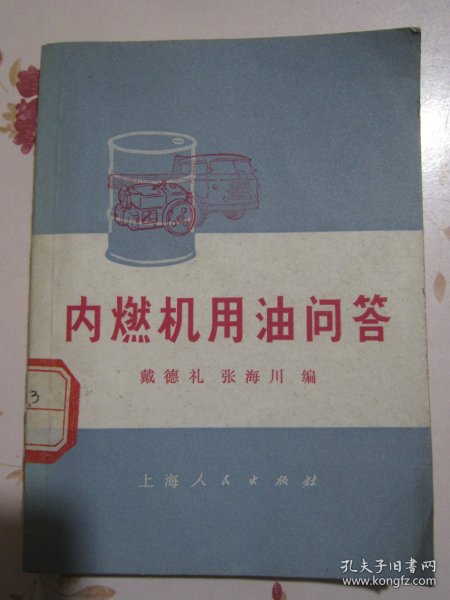 内燃机用油问答
戴德礼 张海川 编
3
上海人民出版社
孔夫子旧书网
www.kongfz.com